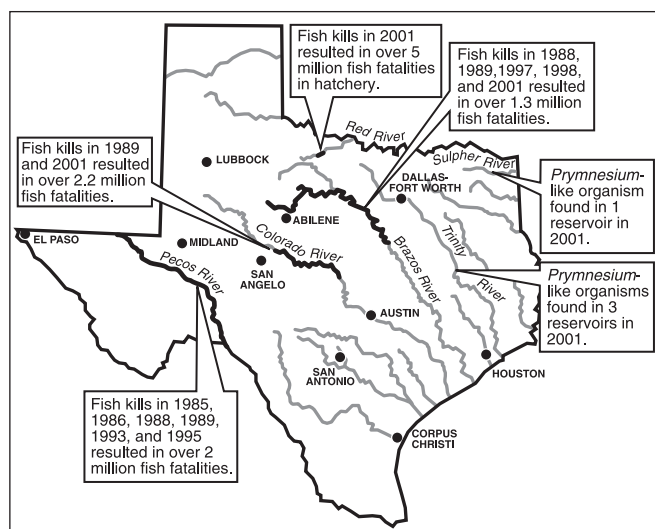 Fish kills in 2001
resulted in over 5
million fish fatalities
in hatchery.
Fish kills in 1988,
1989,1997, 1998,
and 2001 resulted
in over 1.3 million
fish fatalities.
Fish kills in 1989
and 2001 resulted
in over 2.2 million
fish fatalities.
Red River
Sulpher River
LUBBOCK
DALLAS-
FORT WORTH
Prymnesium-
like organism
found in 1
reservoir in
2001.
ABILENE
EL PASO
MIDLAND
Colorado River
Pecos River
SAN
ANGELO
Brazos River
Trinity
River
Prymnesium-
like organisms
found in 3
reservoirs in
2001.
AUSTIN
SAN
ANTONIO
HOUSTON
Fish kills in 1985,
1986, 1988, 1989,
1993, and 1995
resulted in over 2
million fish fatalities.
CORPUS
CHRISTI